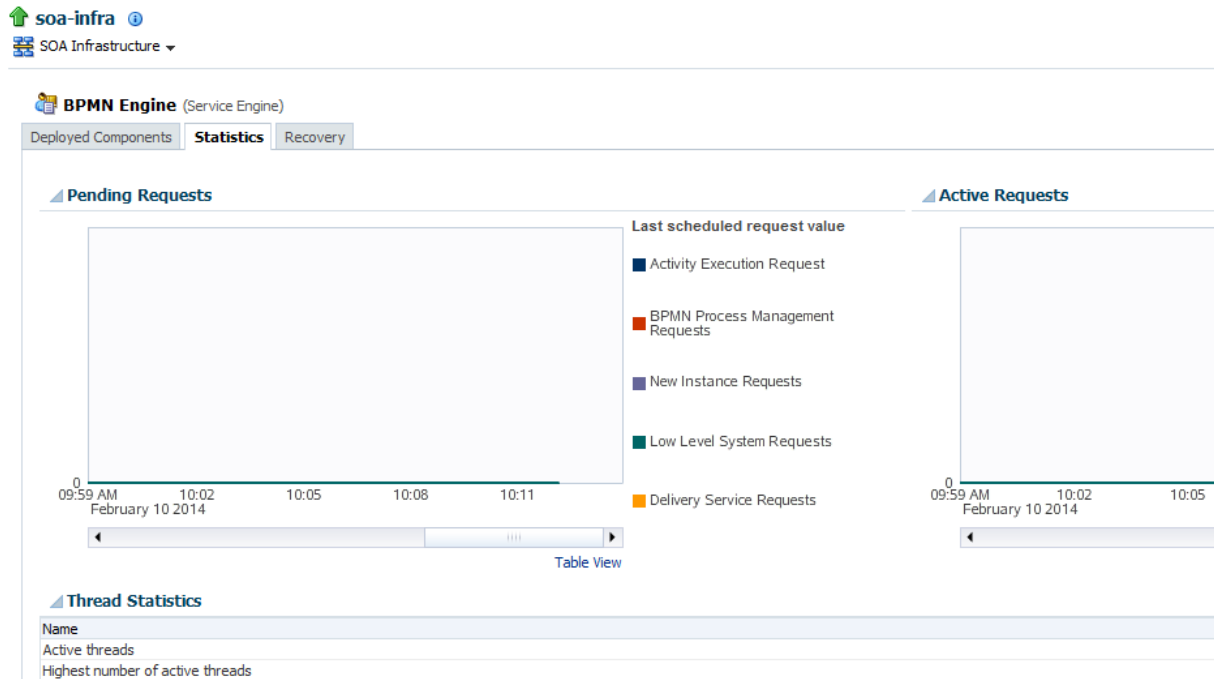 soa-infra
SOA Infrastructure
BPMN Engine (Service Engine)
Deployed Components Statistics Recovery
Pending Requests
Last scheduled request value
Activity Execution Request
BPMN Process Management
Requests
New Instance Requests
Low Level System Requests
Delivery Service Requests
0
09:59 AM 10:02 10:05 10:08 10:11
February 10 2014
Table View
Active Requests
0
09:59 AM 10:02 10:05
February 10 2014
Thread Statistics
Name
Active threads
Highest number of active threads